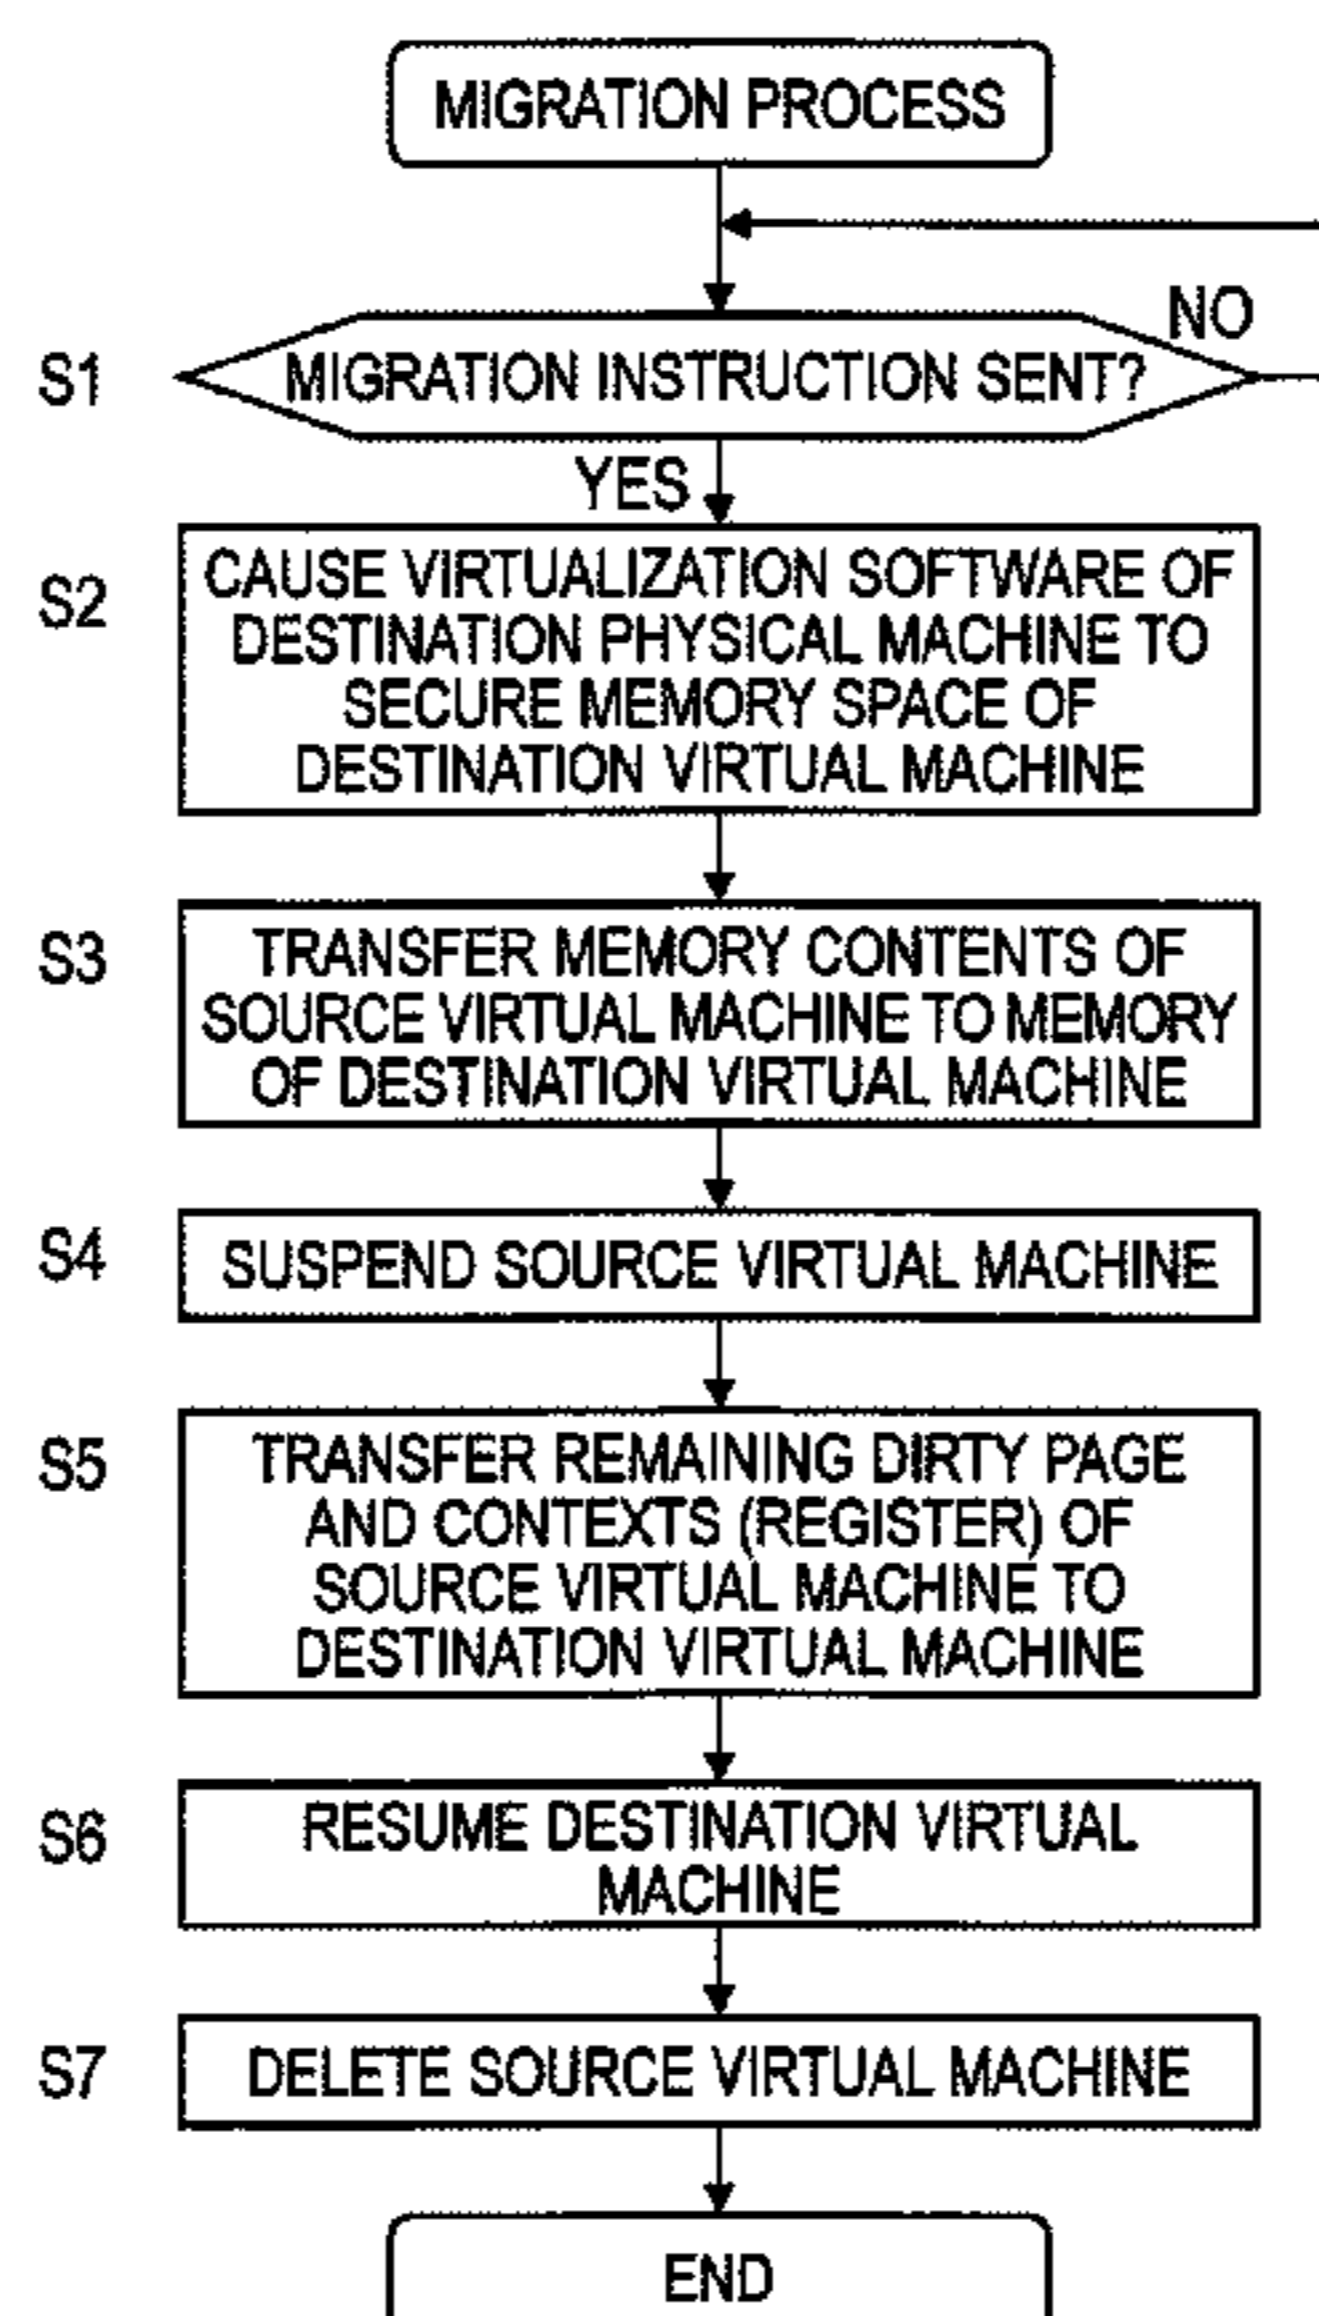 MIGRATION PROCESS
NO
S1
MIGRATION INSTRUCTION SENT?
YES
S2
CAUSE VIRTUALIZATION SOFTWARE OF
DESTINATION PHYSICAL MACHINE TO
SECURE MEMORY SPACE OF
DESTINATION VIRTUAL MACHINE
S3
TRANSFER MEMORY CONTENTS OF
SOURCE VIRTUAL MACHINE TO MEMORY
OF DESTINATION VIRTUAL MACHINE
S4
SUSPEND SOURCE VIRTUAL MACHINE
S5
TRANSFER REMAINING DIRTY PAGE
AND CONTEXTS (REGISTER) OF
SOURCE VIRTUAL MACHINE TO
DESTINATION VIRTUAL MACHINE
S6
RESUME DESTINATION VIRTUAL
MACHINE
S7
DELETE SOURCE VIRTUAL MACHINE
END